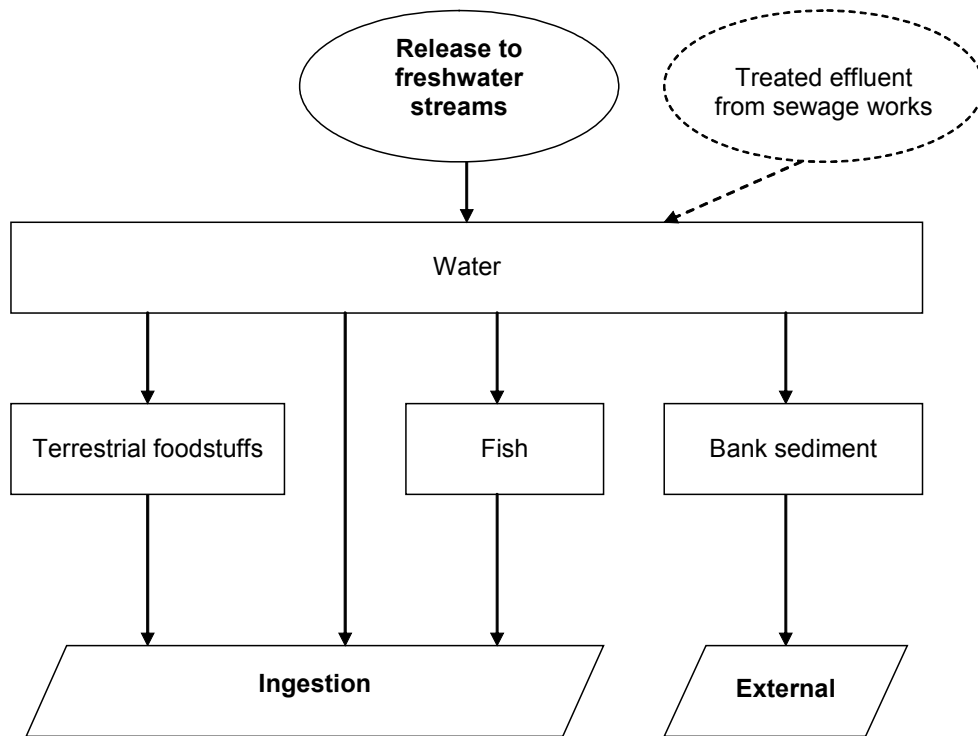 Release to
freshwater
streams
Treated effluent
from sewage works
Water
Terrestrial foodstuffs
Fish
Bank sediment
Ingestion
External